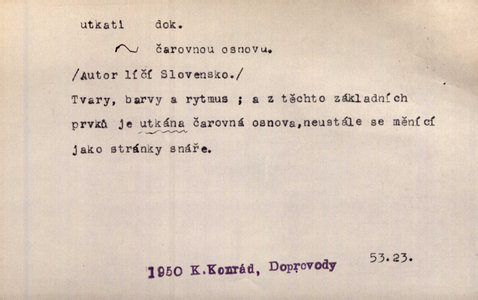 utkati dok.
~ čarovnou osnovu.
/Autor líčí Slovensko./
Tvary, barvy a rytmus ; a z těchto základních
prvků je utkána čarovná osnova,neustále se měnící
jako stránky snáře.
1950 K.Konrád, Doprovody 53.23.